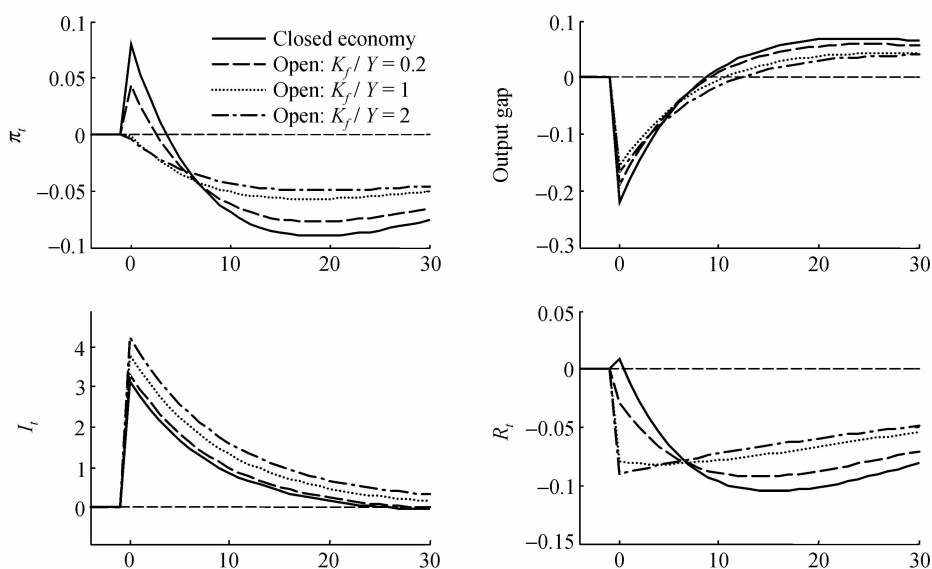 0.1
0.05
0
−0.05
−0.1
π_t
Closed economy
Open: K_f / Y = 0.2
Open: K_f / Y = 1
Open: K_f / Y = 2
0 10 20 30
0.1
0
−0.1
−0.2
−0.3
Output gap
0 10 20 30
4
3
2
1
0
I_t
0 10 20 30
0.05
0
−0.05
−0.1
−0.15
R_t
0 10 20 30